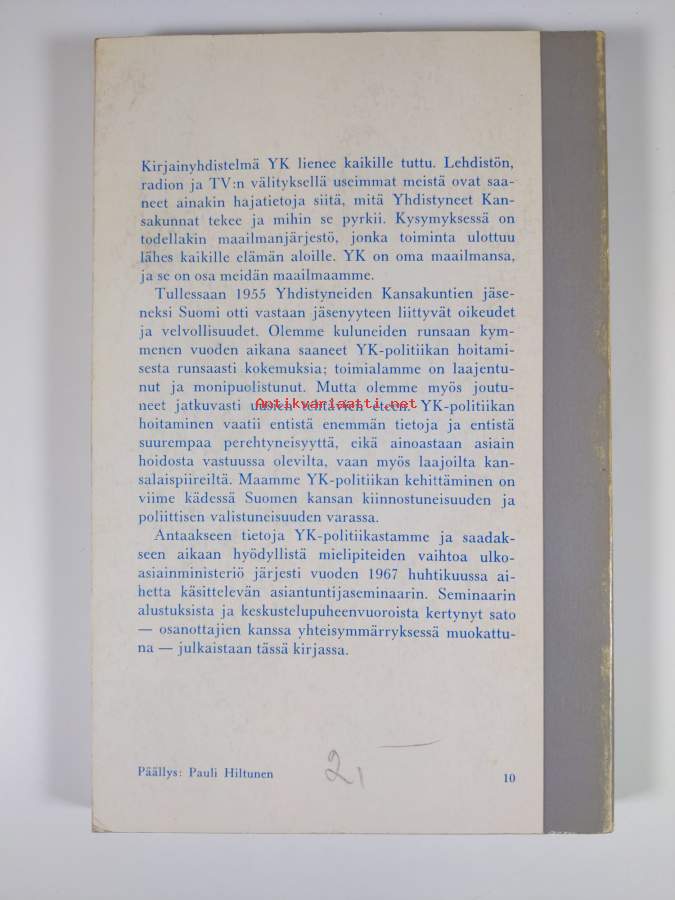 Kirjainyhdistelmä YK lienee kaikille tuttu. Lehdistön,
radion ja TV:n välityksellä useimmat meistä ovat saa-
neet ainakin hajatietoja siitä, mitä Yhdistyneet Kan-
sakunnat tekee ja mihin se pyrkii. Kysymyksessä on
todellakin maailmanjärjestö, jonka toiminta ulottuu
lähes kaikille elämän aloille. YK on oma maailmansa,
ja se on osa meidän maailmaamme.
Tullessaan 1955 Yhdistyneiden Kansakuntien jäse-
neksi Suomi otti vastaan jäsenyyteen liittyvät oikeudet
ja velvollisuudet. Olemme kuluneiden runsaan kym-
menen vuoden aikana saaneet YK-politiikan hoitami-
sesta runsaasti kokemuksia; toimialamme on laajentu-
nut ja monipuolistunut. Mutta olemme myös joutu-
neet jatkuvasti uusien tehtävien eteen. YK-politiikan
Antikvariaatti.net
hoitaminen vaatii entistä enemmän tietoja ja entistä
suurempaa perehtyneisyyttä, eikä ainoastaan asiain
hoidosta vastuussa olevilta, vaan myös laajoilta kan-
salaispiireiltä. Maamme YK-politiikan kehittäminen on
viime kädessä Suomen kansan kiinnostuneisuuden ja
poliittisen valistuneisuuden varassa.
Antaakseen tietoja YK-politiikastamme ja saadak-
seen aikaan hyödyllistä mielipiteiden vaihtoa ulko-
asiainministeriö järjesti vuoden 1967 huhtikuussa ai-
hetta käsittelevän asiantuntijaseminaarin. Seminaarin
alustuksista ja keskustelupuheenvuoroista kertynyt sato
— osanottajien kanssa yhteisymmärryksessä muokattu-
na — julkaistaan tässä kirjassa.
Päällys: Pauli Hiltunen
2,—
10